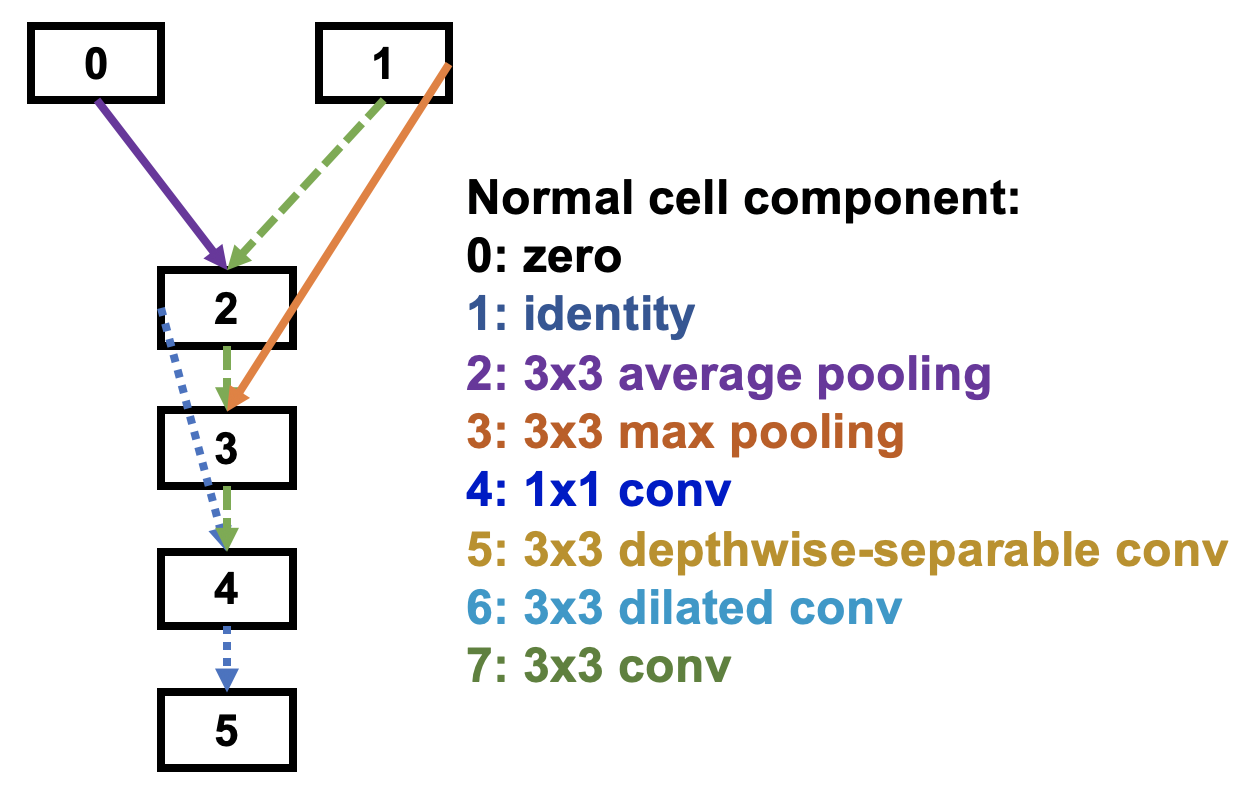 0
1
Normal cell component:
0: zero
1: identity
2
2: 3x3 average pooling
3: 3x3 max pooling
3
4: 1x1 conv
5: 3x3 depthwise-separable conv
4
6: 3x3 dilated conv
7: 3x3 conv
5